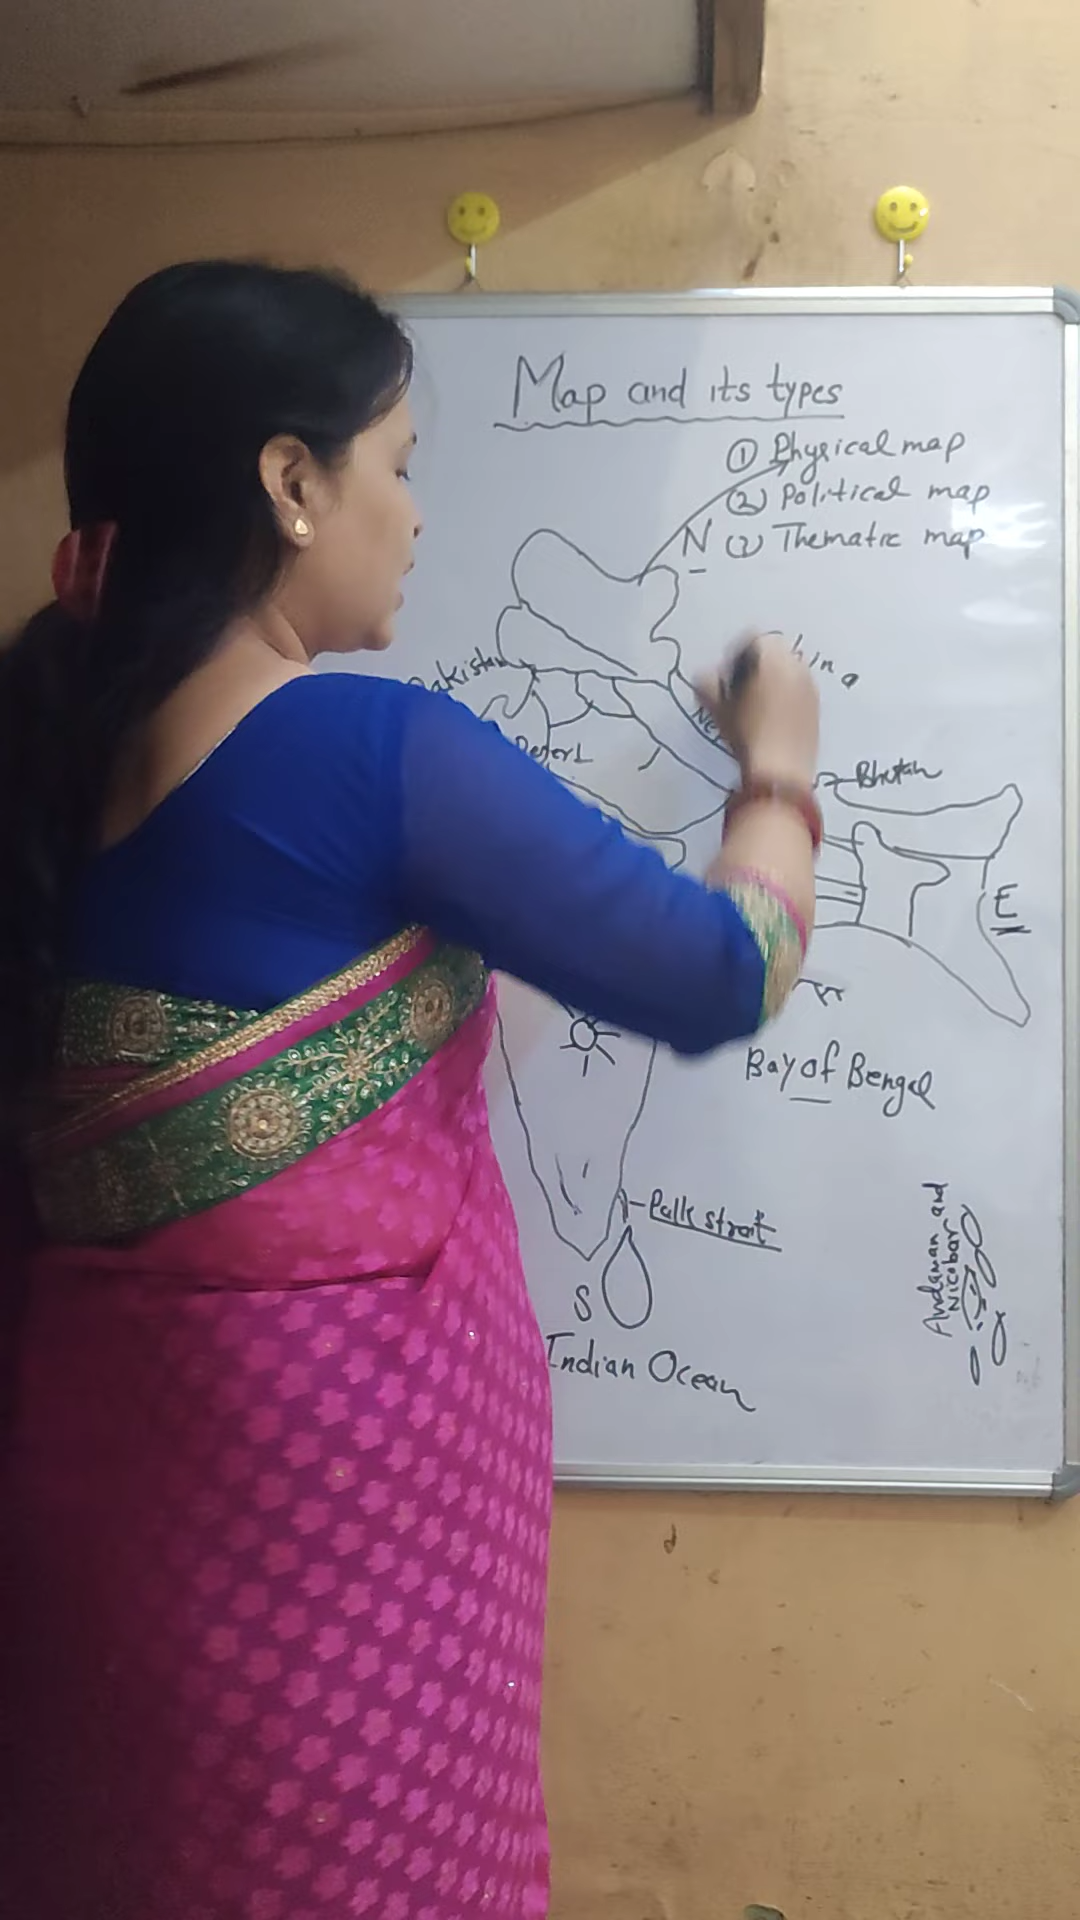 Map and its types
① Physical map
② Political map
N ③ Thematic map
China
Pakistan
Desert
Bhutan
E
Bay of Bengal
Palk strait
Andaman and
Nicobar
S
Indian Ocean